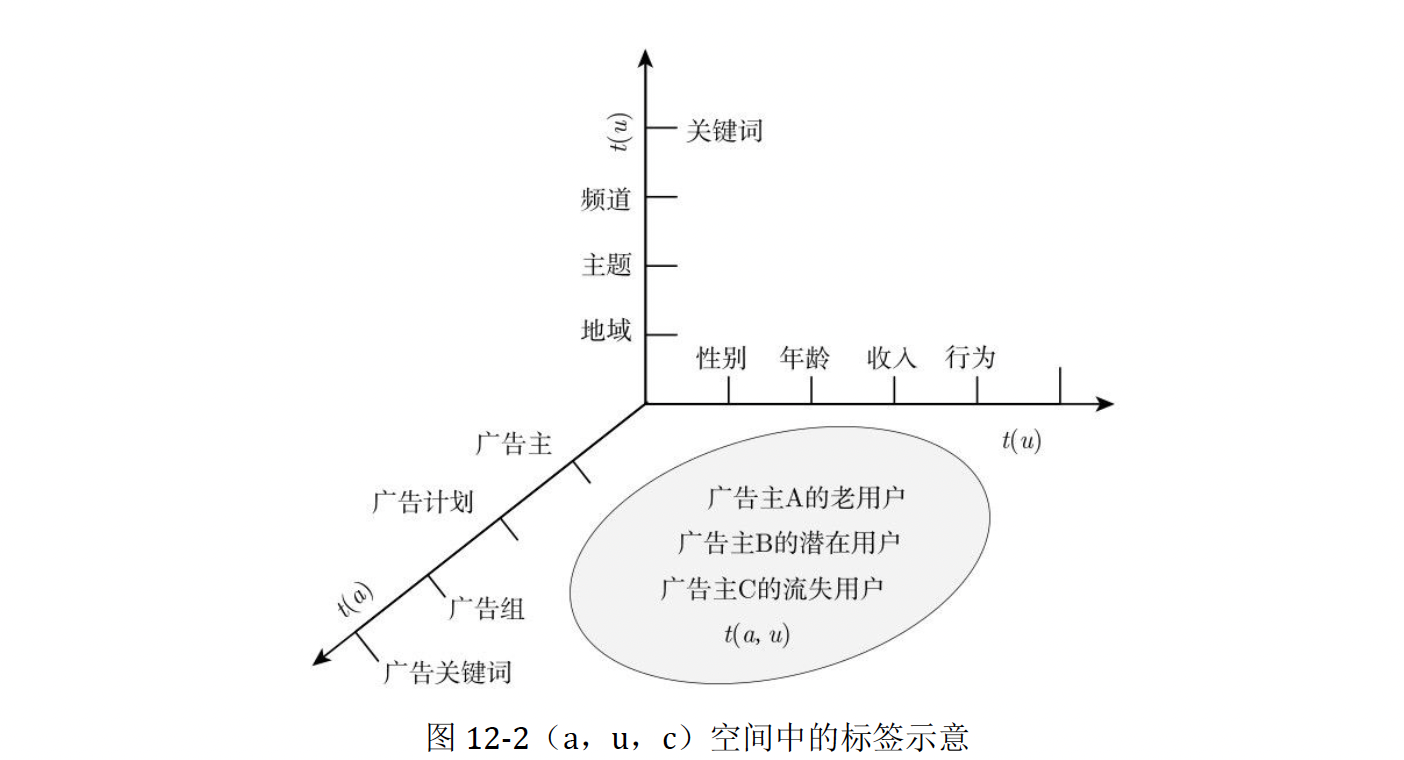 t(u)
关键词
频道
主题
地域
性别 年龄 收入 行为
t(u)
广告主
广告计划
广告组
t(a)
广告关键词
广告主A的老用户
广告主B的潜在用户
广告主C的流失用户
t(a, u)
图 12-2（a，u，c）空间中的标签示意